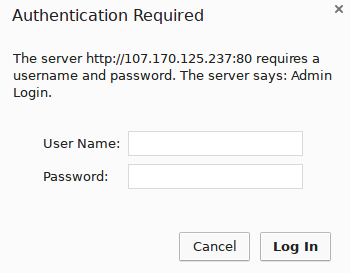 Authentication Required
The server http://107.170.125.237:80 requires a
username and password. The server says: Admin
Login.
User Name:
Password:
Cancel Log In